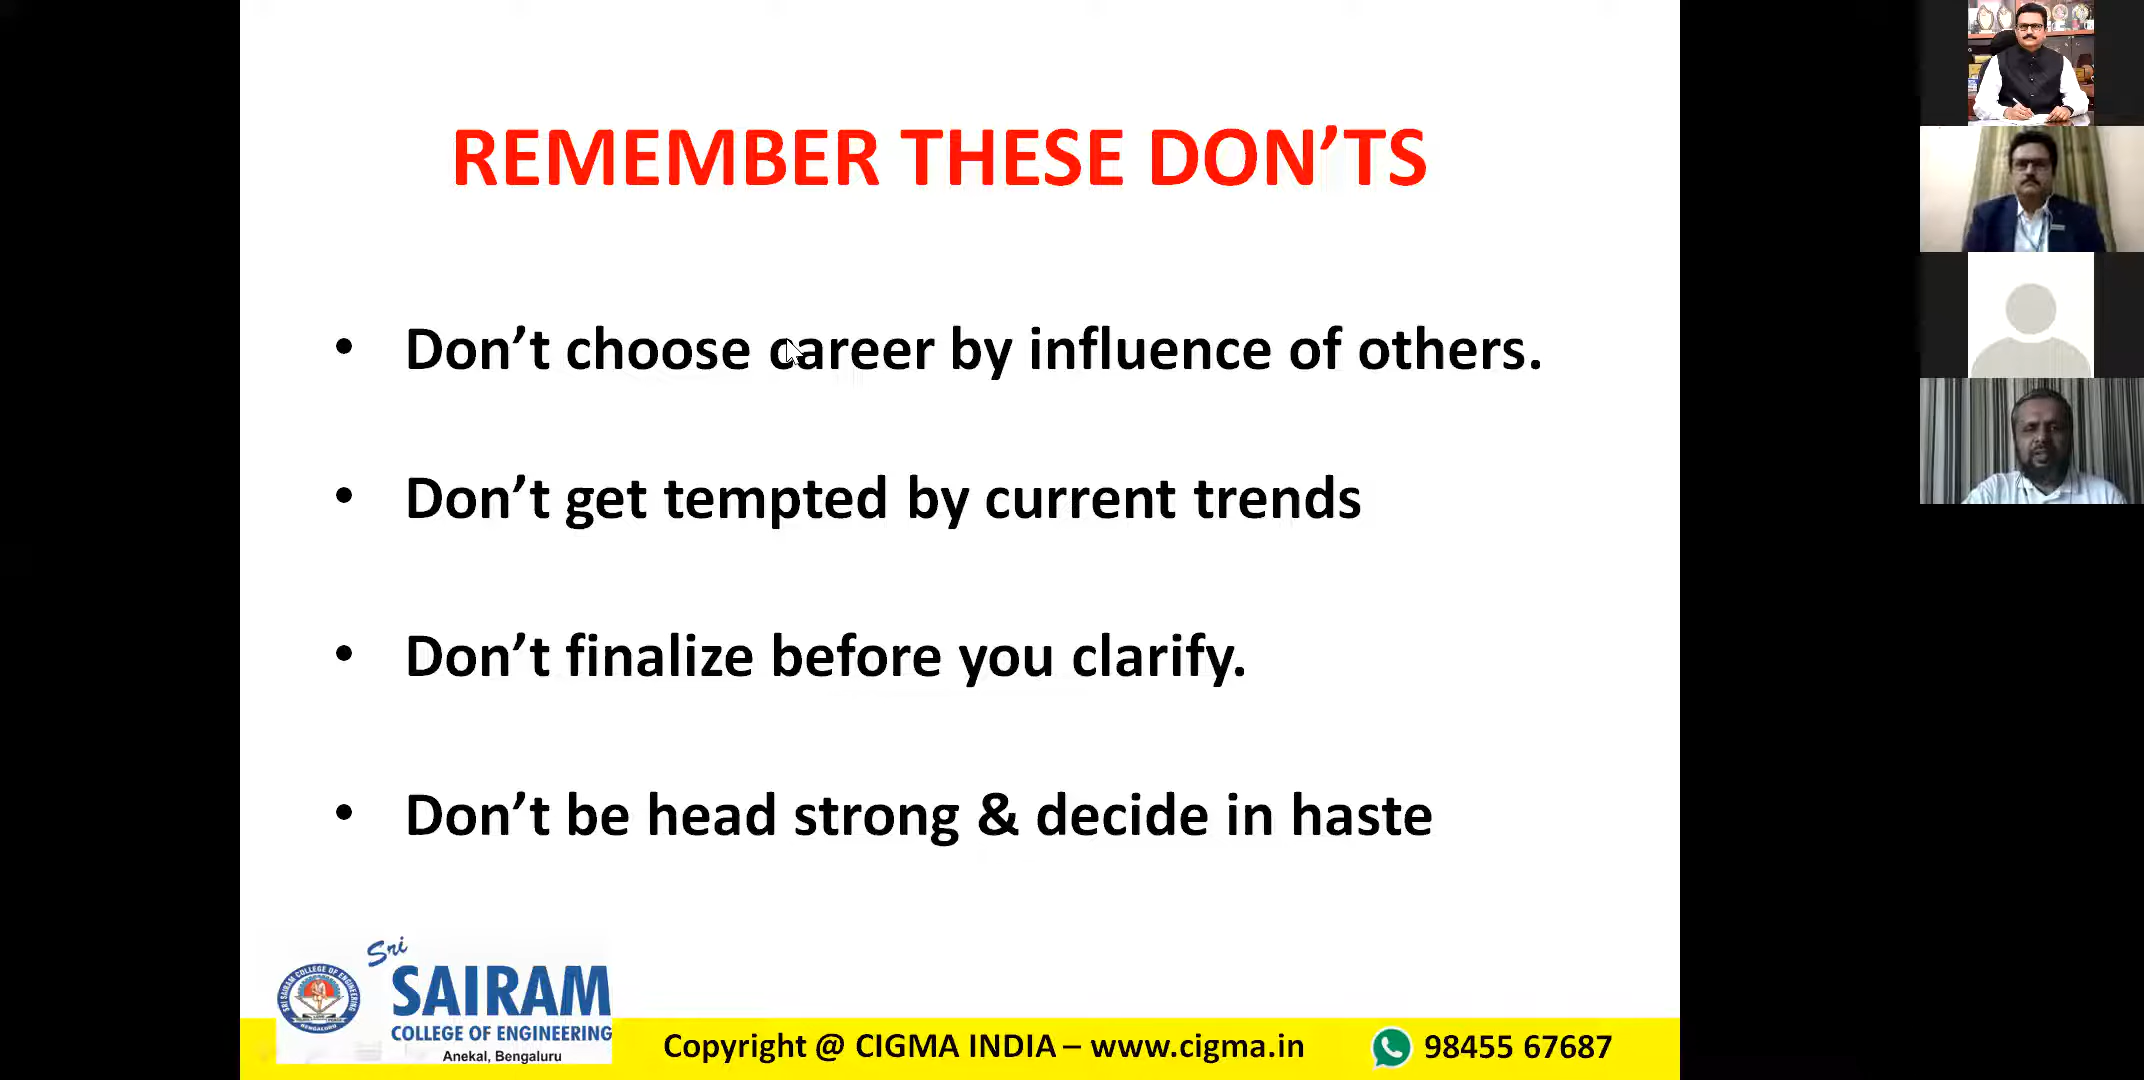 REMEMBER THESE DON’TS
• Don’t choose career by influence of others.
• Don’t get tempted by current trends
• Don’t finalize before you clarify.
• Don’t be head strong & decide in haste
Sri
SAIRAM
COLLEGE OF ENGINEERING
Anekal, Bengaluru
SRI SAIRAM COLLEGE OF ENGINEERING
BENGALURU
Copyright @ CIGMA INDIA – www.cigma.in
98455 67687